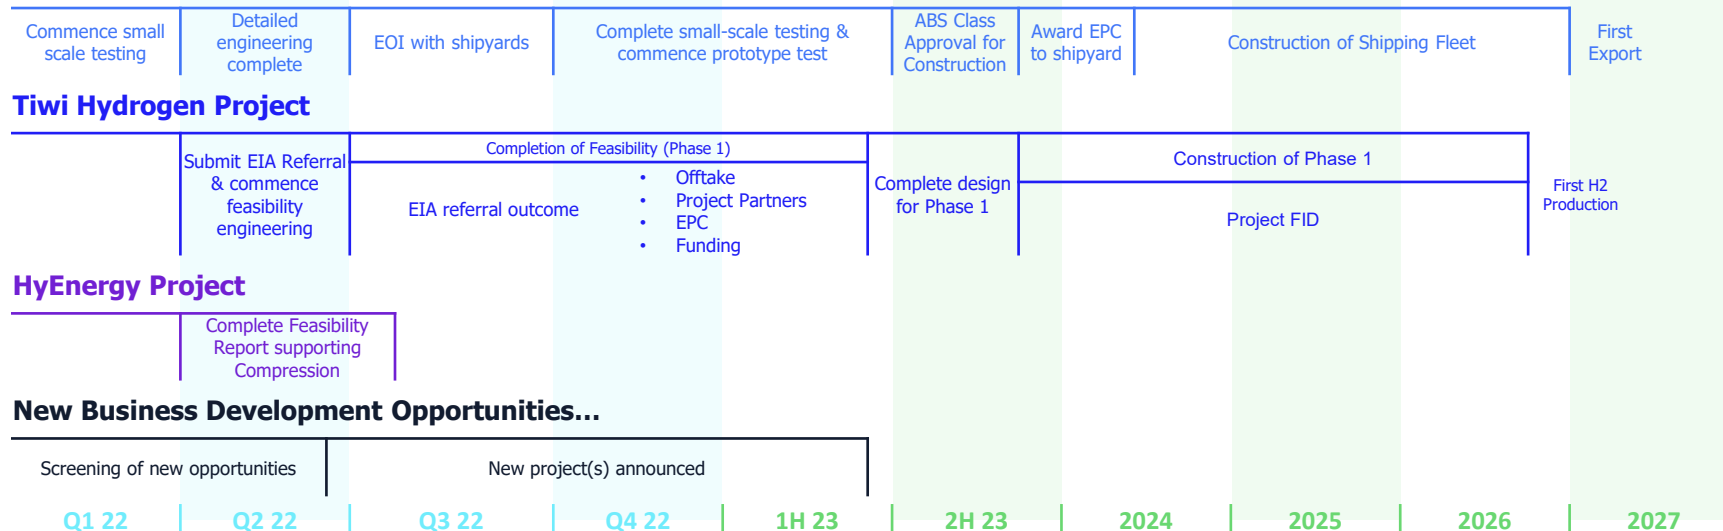 Commence small
scale testing
Detailed
engineering
complete
EOI with shipyards
Complete small-scale testing &
commence prototype test
ABS Class
Approval for
Construction
Award EPC
to shipyard
Construction of Shipping Fleet
First
Export
Tiwi Hydrogen Project
Submit EIA Referral
& commence
feasibility
engineering
Completion of Feasibility (Phase 1)
EIA referral outcome
• Offtake
• Project Partners
• EPC
• Funding
Complete design
for Phase 1
Construction of Phase 1
Project FID
First H2
Production
HyEnergy Project
Complete Feasibility
Report supporting
Compression
New Business Development Opportunities...
Screening of new opportunities
New project(s) announced
Q1 22
Q2 22
Q3 22
Q4 22
1H 23
2H 23
2024
2025
2026
2027